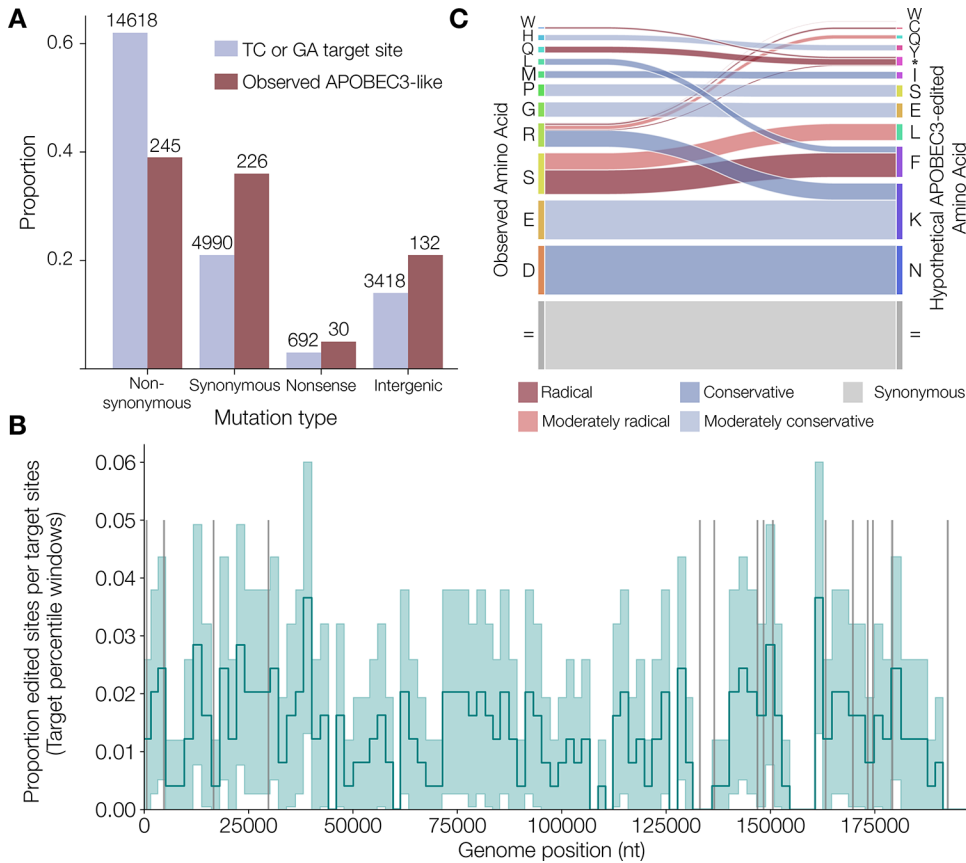 A
14618
0.6
TC or GA target site
Observed APOBEC3-like
0.4
245
226
4990
132
0.2
3418
692
30
Proportion
Non-
synonymous
Synonymous
Nonsense
Intergenic
Mutation type
C
W
H
Q
L
M
P
G
R
S
E
D
=
Observed Amino Acid
W
C
Q
Y
*
I
S
E
L
F
K
N
=
Hypothetical APOBEC3-edited
Amino Acid
Radical
Conservative
Synonymous
Moderately radical
Moderately conservative
B
Proportion edited sites per target sites
(Target percentile windows)
0.06
0.05
0.04
0.03
0.02
0.01
0.00
0
25000
50000
75000
100000
125000
150000
175000
Genome position (nt)